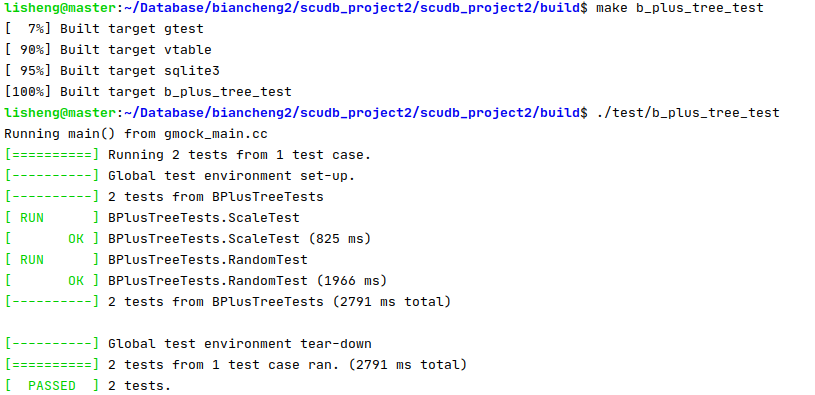 lisheng@master:~/Database/biancheng2/scudb_project2/scudb_project2/build$ make b_plus_tree_test
[  7%] Built target gtest
[ 90%] Built target vtable
[ 95%] Built target sqlite3
[100%] Built target b_plus_tree_test
lisheng@master:~/Database/biancheng2/scudb_project2/scudb_project2/build$ ./test/b_plus_tree_test
Running main() from gmock_main.cc
[==========] Running 2 tests from 1 test case.
[----------] Global test environment set-up.
[----------] 2 tests from BPlusTreeTests
[ RUN      ] BPlusTreeTests.ScaleTest
[       OK ] BPlusTreeTests.ScaleTest (825 ms)
[ RUN      ] BPlusTreeTests.RandomTest
[       OK ] BPlusTreeTests.RandomTest (1966 ms)
[----------] 2 tests from BPlusTreeTests (2791 ms total)

[----------] Global test environment tear-down
[==========] 2 tests from 1 test case ran. (2791 ms total)
[  PASSED  ] 2 tests.